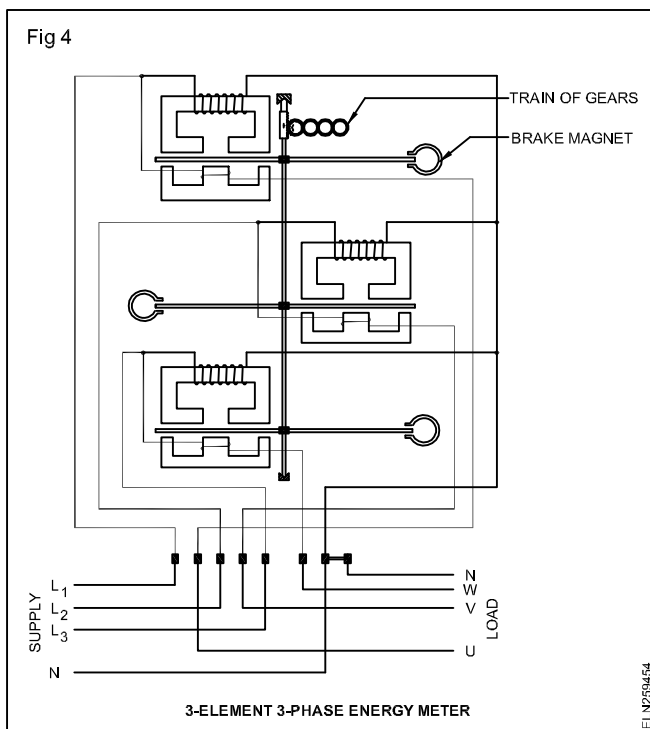 Fig 4
TRAIN OF GEARS
BRAKE MAGNET
SUPPLY
L1
L2
L3
N
N
W
V
U
LOAD
3-ELEMENT 3-PHASE ENERGY METER
ELN259454